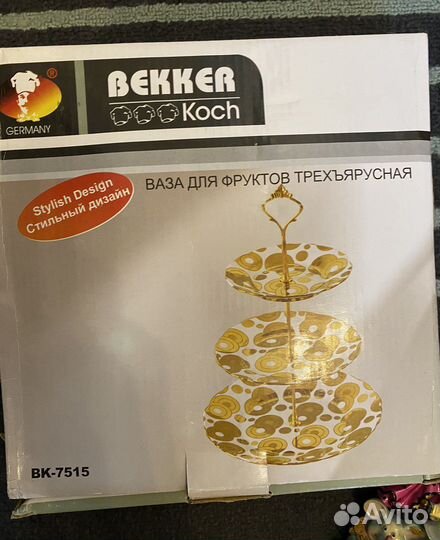 BEKKER
Koch
®
GERMANY
Stylish Design
Стильный дизайн
ВАЗА ДЛЯ ФРУКТОВ ТРЕХЪЯРУСНАЯ
BK-7515
Avito